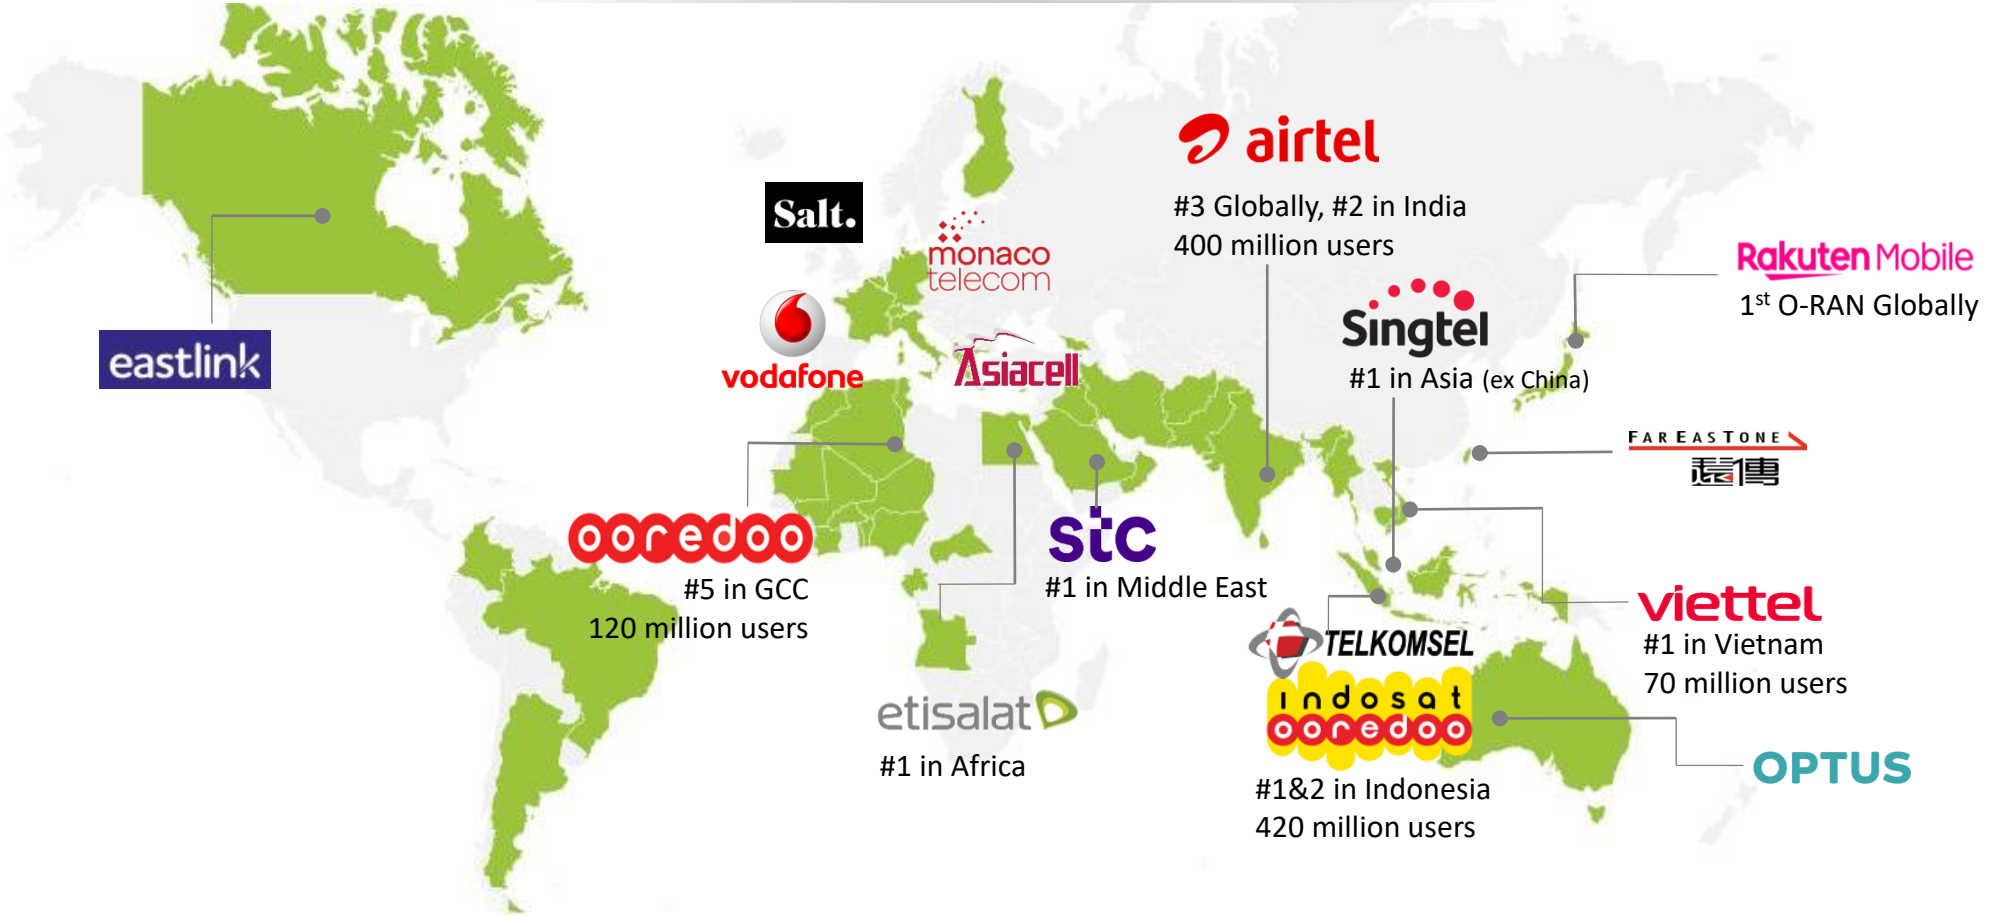 airtel
#3 Globally, #2 in India
400 million users
Salt.
monaco
telecom
Rakuten Mobile
1st O-RAN Globally
Singtel
#1 in Asia (ex China)
eastlink
vodafone
Asiacell
FAREASTONE
遠傳
ooredoo
#5 in GCC
120 million users
stc
#1 in Middle East
viettel
#1 in Vietnam
70 million users
TELKOMSEL
indosat
ooredoo
#1&2 in Indonesia
420 million users
etisalat
#1 in Africa
OPTUS